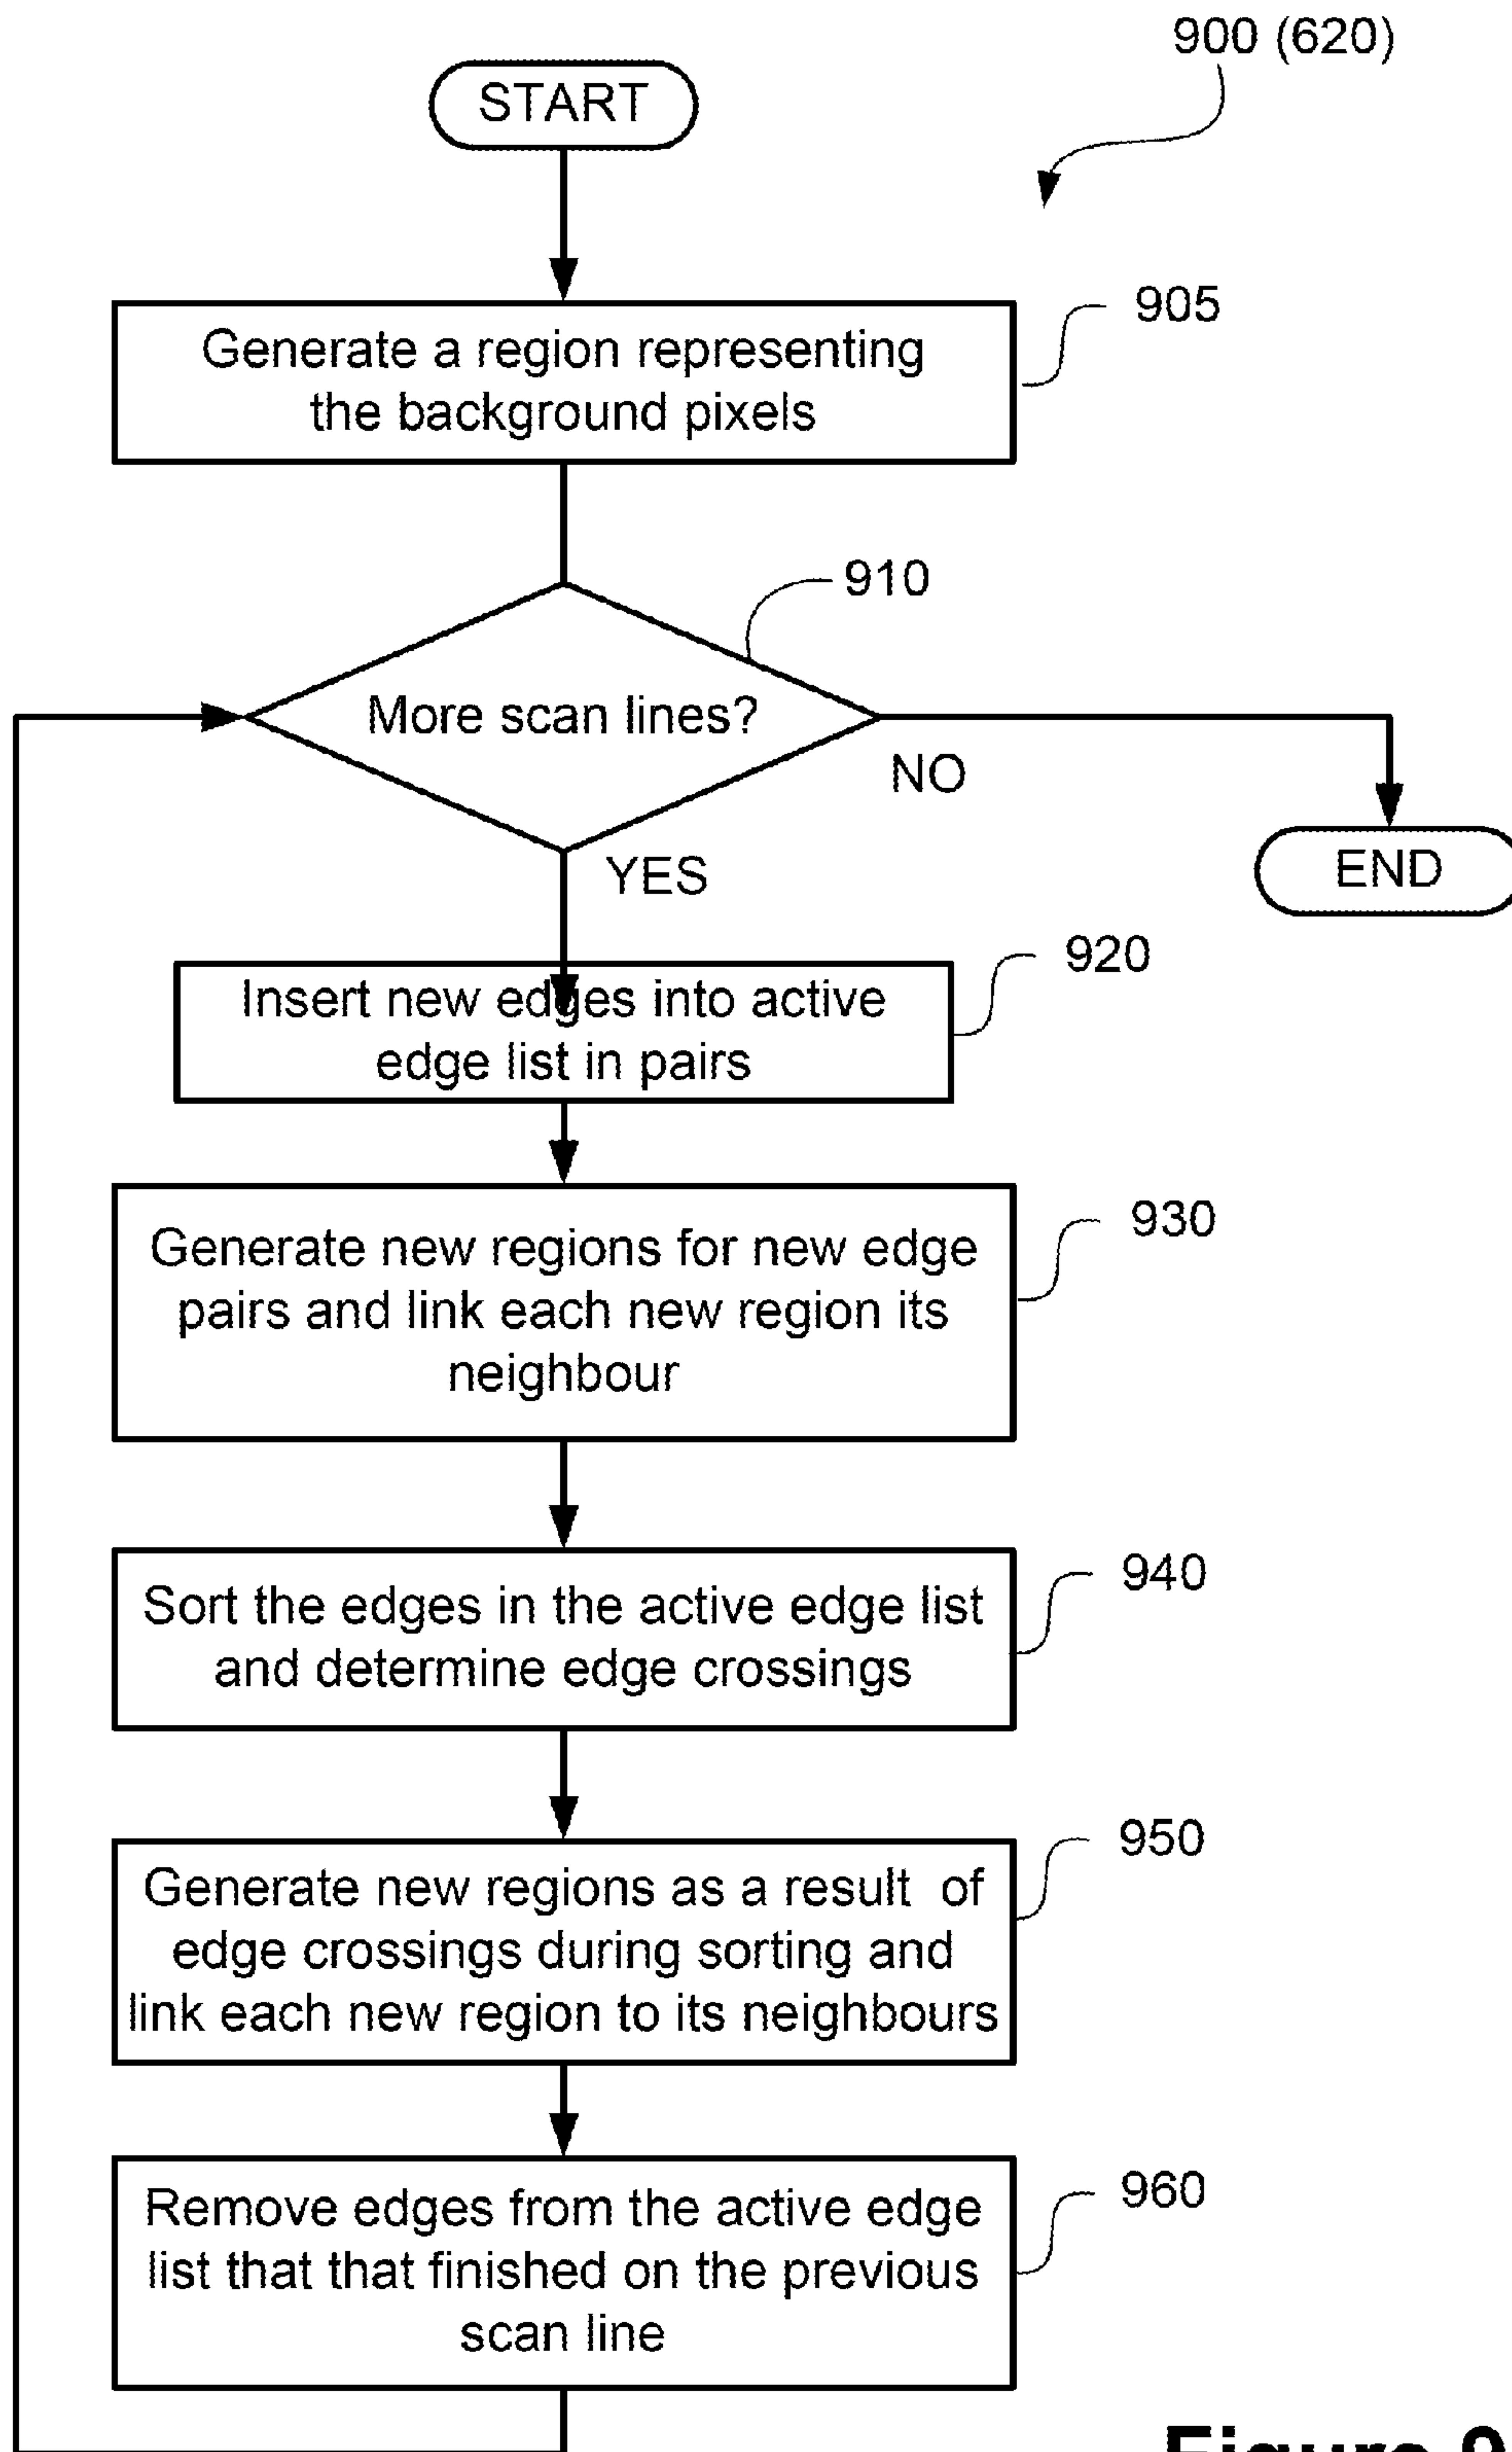 900 (620)
START
905
Generate a region representing
the background pixels
910
More scan lines?
NO
YES
END
920
Insert new edges into active
edge list in pairs
930
Generate new regions for new edge
pairs and link each new region its
neighbour
940
Sort the edges in the active edge list
and determine edge crossings
950
Generate new regions as a result of
edge crossings during sorting and
link each new region to its neighbours
960
Remove edges from the active edge
list that that finished on the previous
scan line
Figure 9